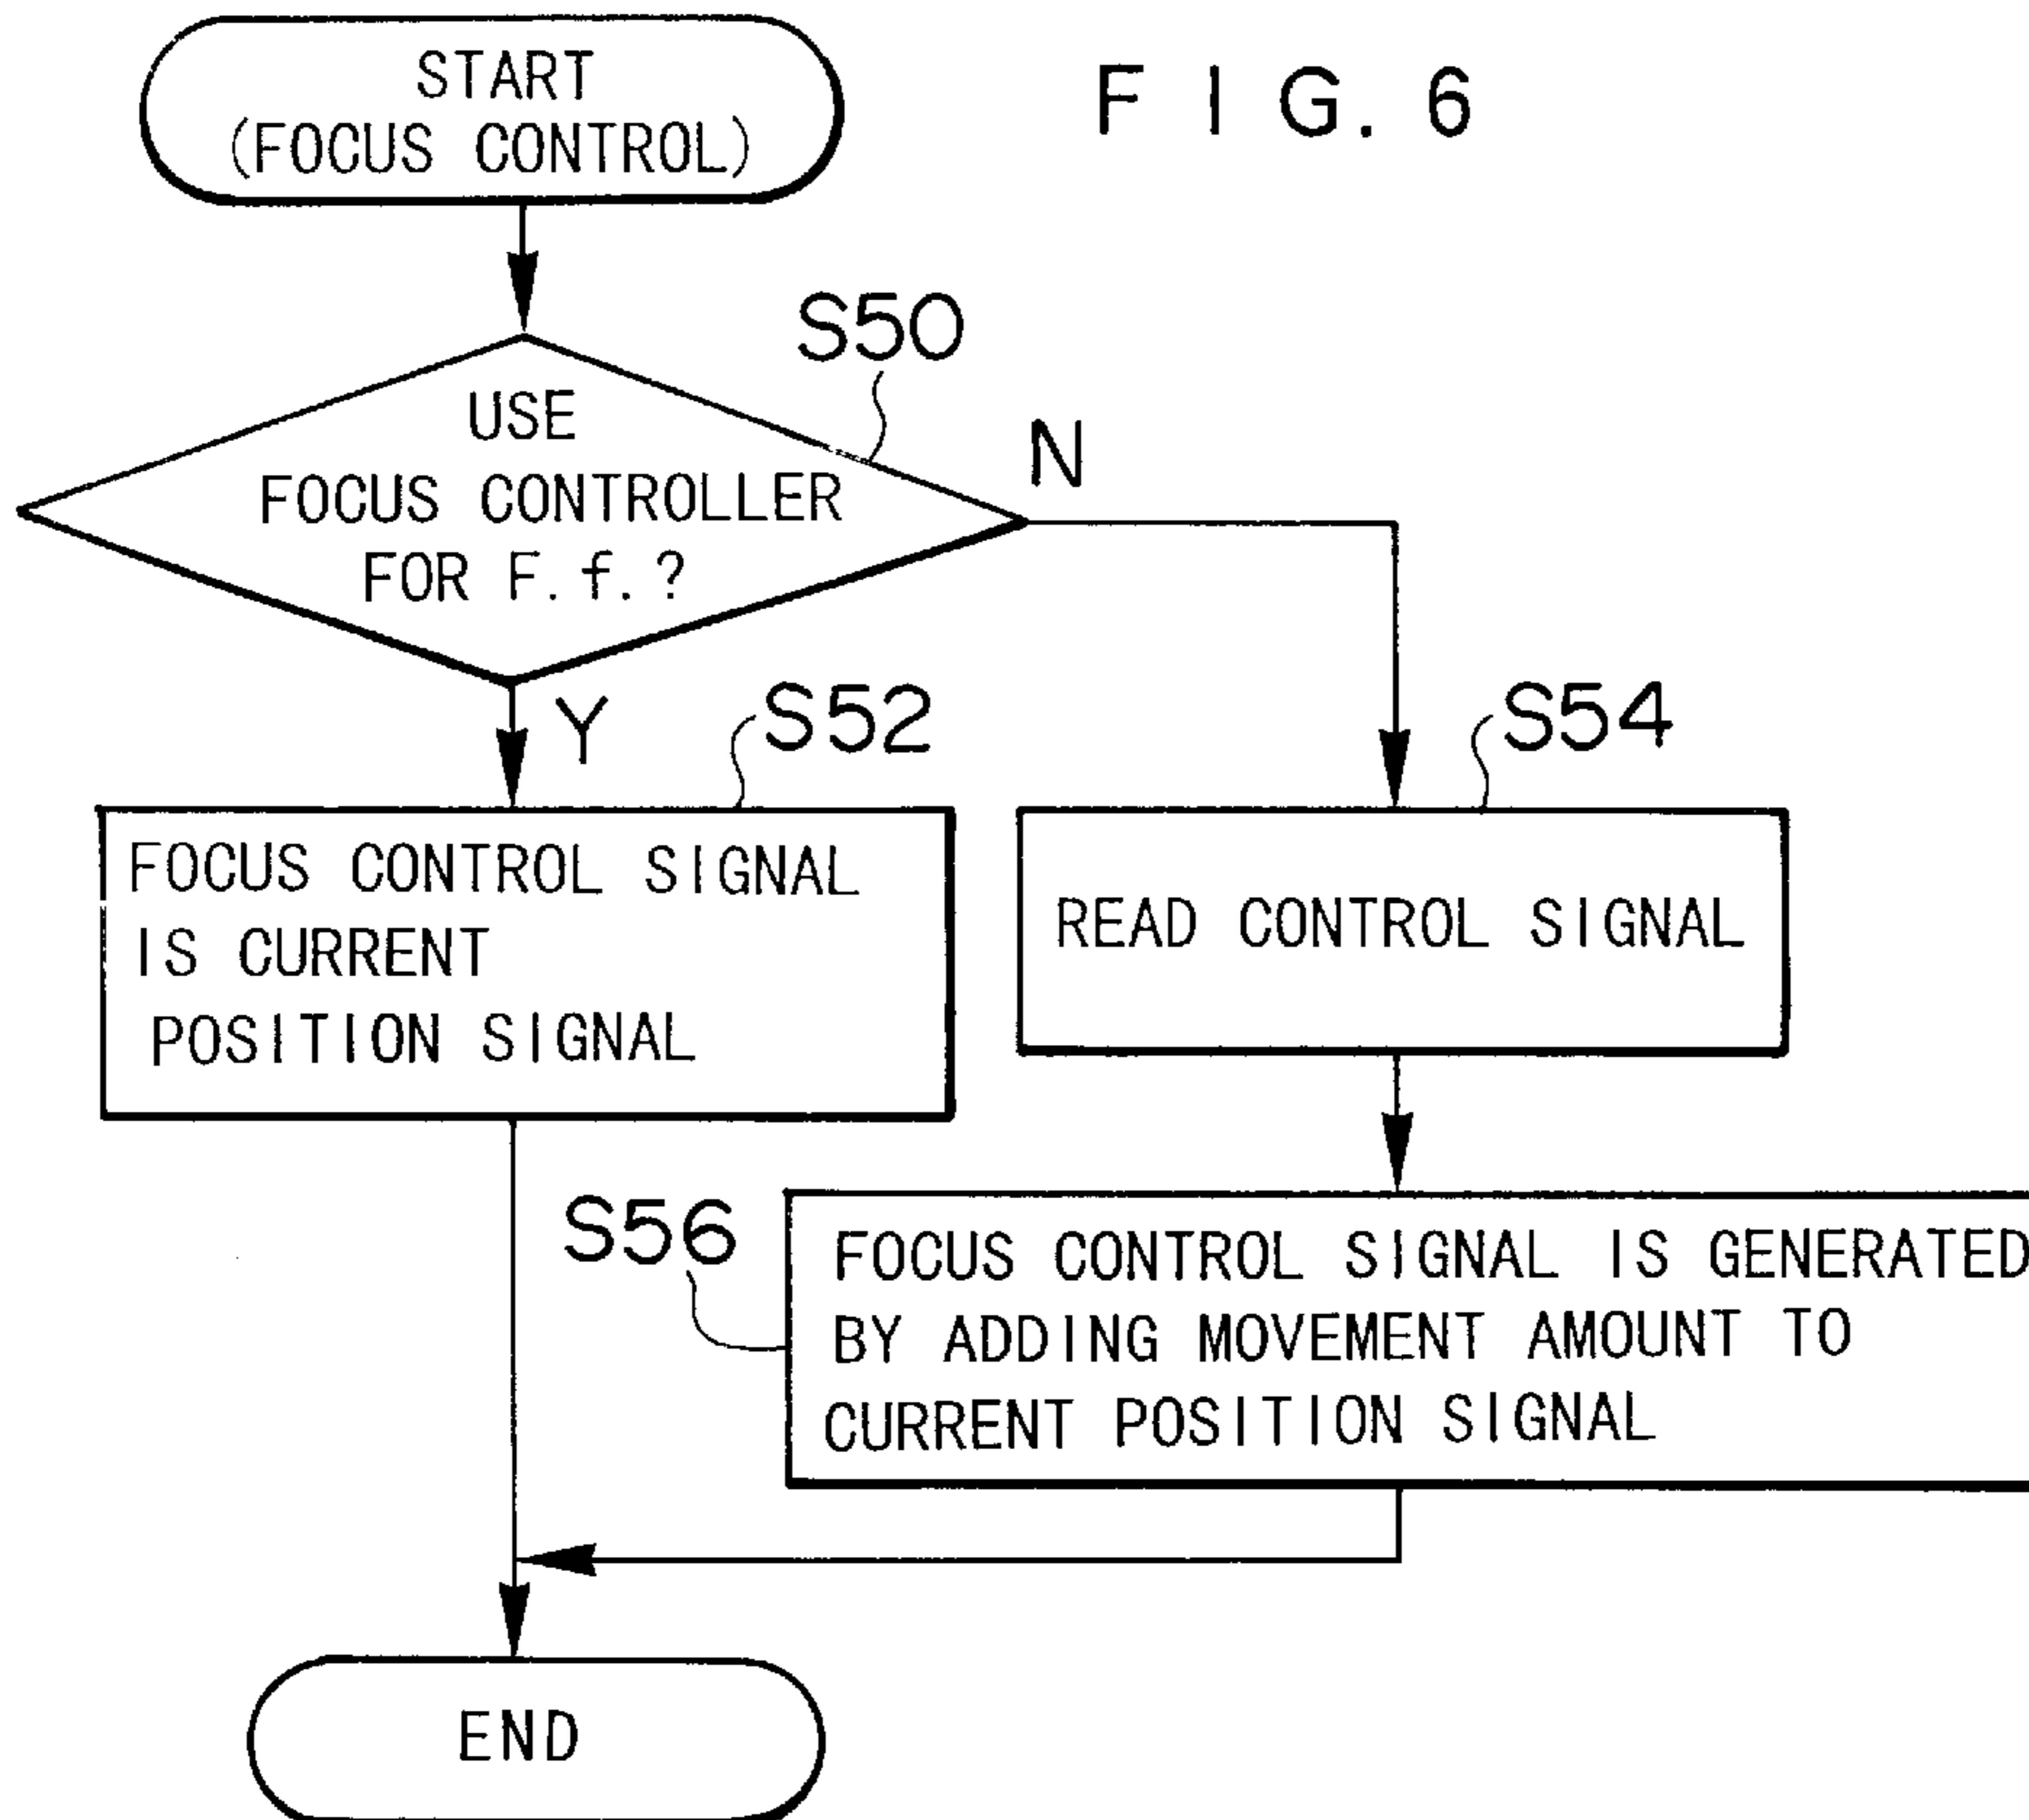 START
(FOCUS CONTROL)
F I G. 6
S50
USE
FOCUS CONTROLLER
FOR F. f. ?
N
Y
S52
S54
FOCUS CONTROL SIGNAL
IS CURRENT
POSITION SIGNAL
READ CONTROL SIGNAL
S56
FOCUS CONTROL SIGNAL IS GENERATED
BY ADDING MOVEMENT AMOUNT TO
CURRENT POSITION SIGNAL
END